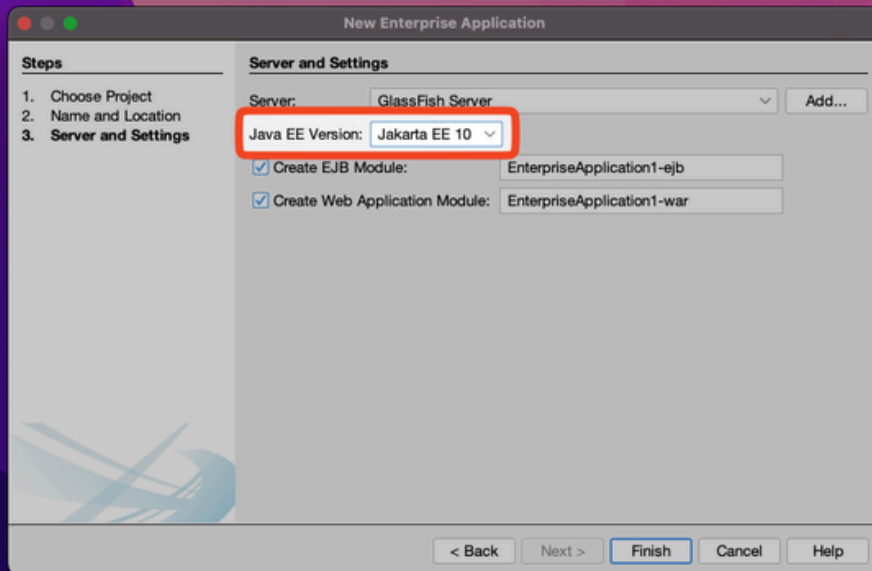 New Enterprise Application
Steps
1. Choose Project
2. Name and Location
3. Server and Settings
Server and Settings
Server: GlassFish Server Add...
Java EE Version: Jakarta EE 10
Create EJB Module: EnterpriseApplication1-ejb
Create Web Application Module: EnterpriseApplication1-war
< Back Next > Finish Cancel Help